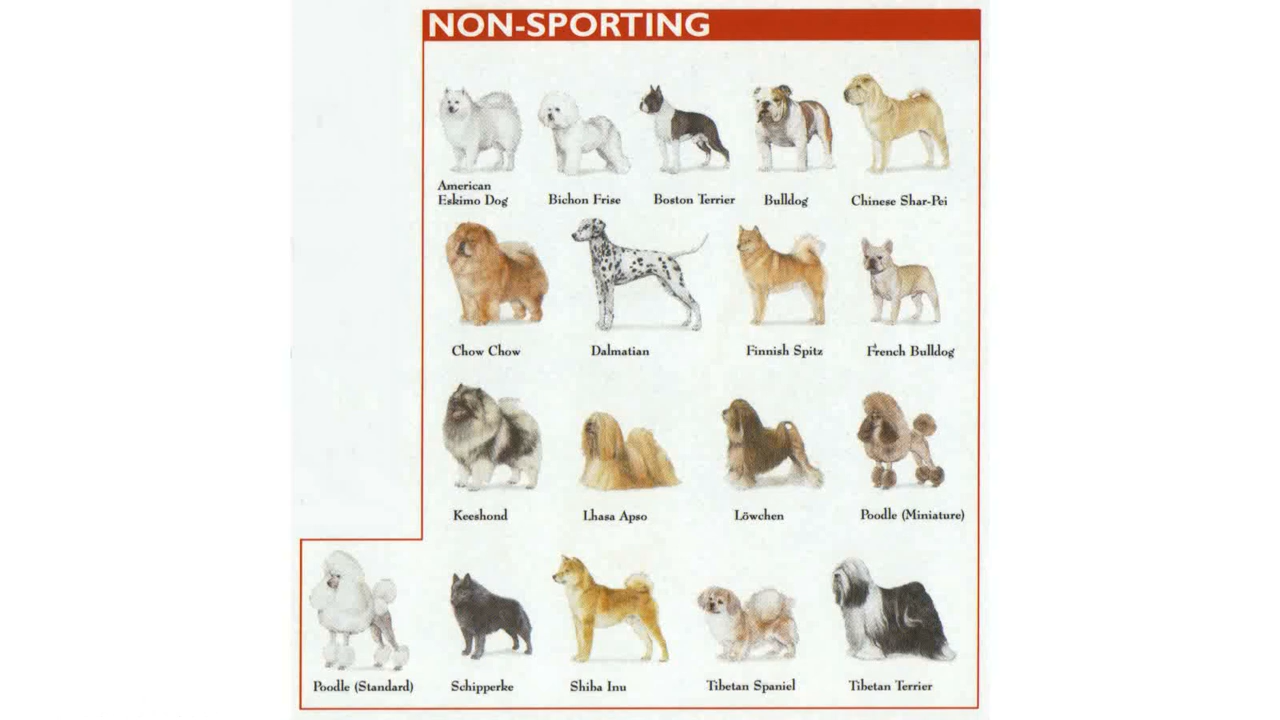 NON-SPORTING
American
Eskimo Dog
Bichon Frise
Boston Terrier
Bulldog
Chinese Shar-Pei
Chow Chow
Dalmatian
Finnish Spitz
French Bulldog
Keeshond
Lhasa Apso
Löwchen
Poodle (Miniature)
Poodle (Standard)
Schipperke
Shiba Inu
Tibetan Spaniel
Tibetan Terrier